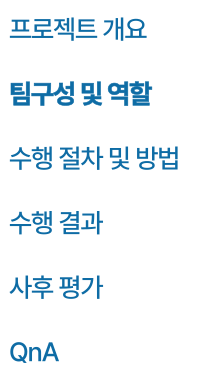 프로젝트 개요
팀구성 및 역할
수행 절차 및 방법
수행 결과
사후 평가
QnA